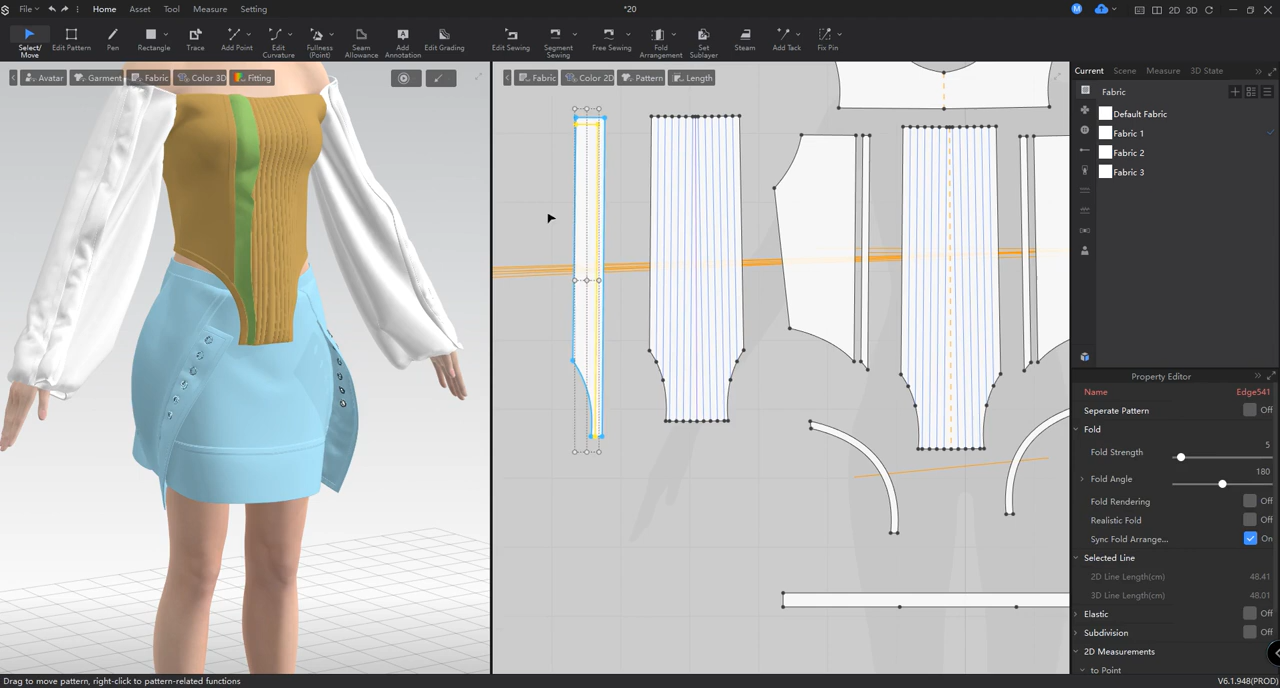 File
Home
Asset
Tool
Measure
Setting
*20
M
2D
3D
Select/
Move
Edit Pattern
Pen
Rectangle
Trace
Add Point
Edit
Curvature
Fullness
(Point)
Seam
Allowance
Add
Annotation
Edit Grading
Edit Sewing
Segment
Sewing
Free Sewing
Fold
Arrangement
Set
Sublayer
Steam
Add Tack
Fix Pin
Avatar
Garment
Fabric
Color 3D
Fitting
Fabric
Color 2D
Pattern
Length
Current
Scene
Measure
3D State
Fabric
Default Fabric
Fabric 1
Fabric 2
Fabric 3
Property Editor
Name Edge541
Seperate Pattern Off
Fold
Fold Strength 5
Fold Angle 180
Fold Rendering Off
Realistic Fold Off
Sync Fold Arrange... On
Selected Line
2D Line Length(cm) 48.41
3D Line Length(cm) 48.01
Elastic Off
Subdivision Off
2D Measurements
to Point
Drag to move pattern, right-click to pattern-related functions
V6.1.948(PROD)